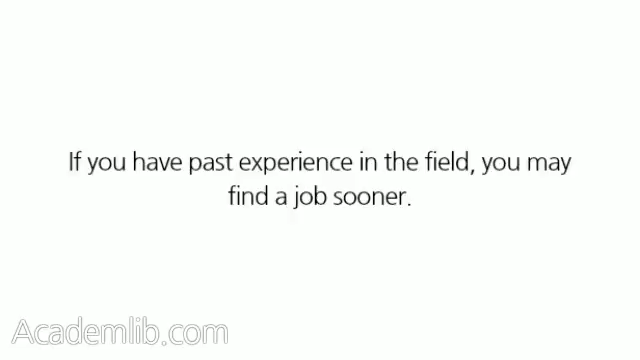 If you have past experience in the field, you may
find a job sooner.
Academlib.com